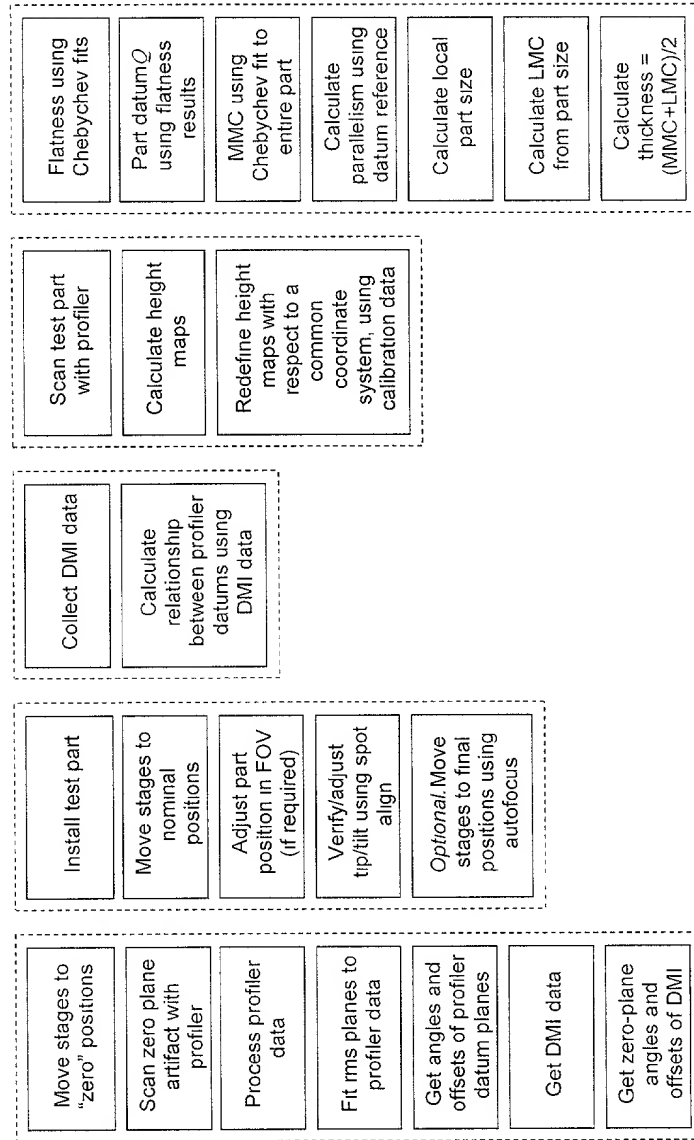 Move stages to
"zero" positions
Scan zero plane
artifact with
profiler
Process profiler
data
Fit rms planes to
profiler data
Get angles and
offsets of profiler
datum planes
Get DMI data
Get zero-plane
angles and
offsets of DMI
Install test part
Move stages to
nominal
positions
Adjust part
position in FOV
(if required)
Verify/adjust
tip/tilt using spot
align
Optional. Move
stages to final
positions using
autofocus
Collect DMI data
Calculate
relationship
between profiler
datums using
DMI data
Scan test part
with profiler
Calculate height
maps
Redefine height
maps with
respect to a
common
coordinate
system, using
calibration data
Flatness using
Chebychev fits
Part datum Q
using flatness
results
MMC using
Chebychev fit to
entire part
Calculate
parallelism using
datum reference
Calculate local
part size
Calculate LMC
from part size
Calculate
thickness =
(MMC+LMC)/2